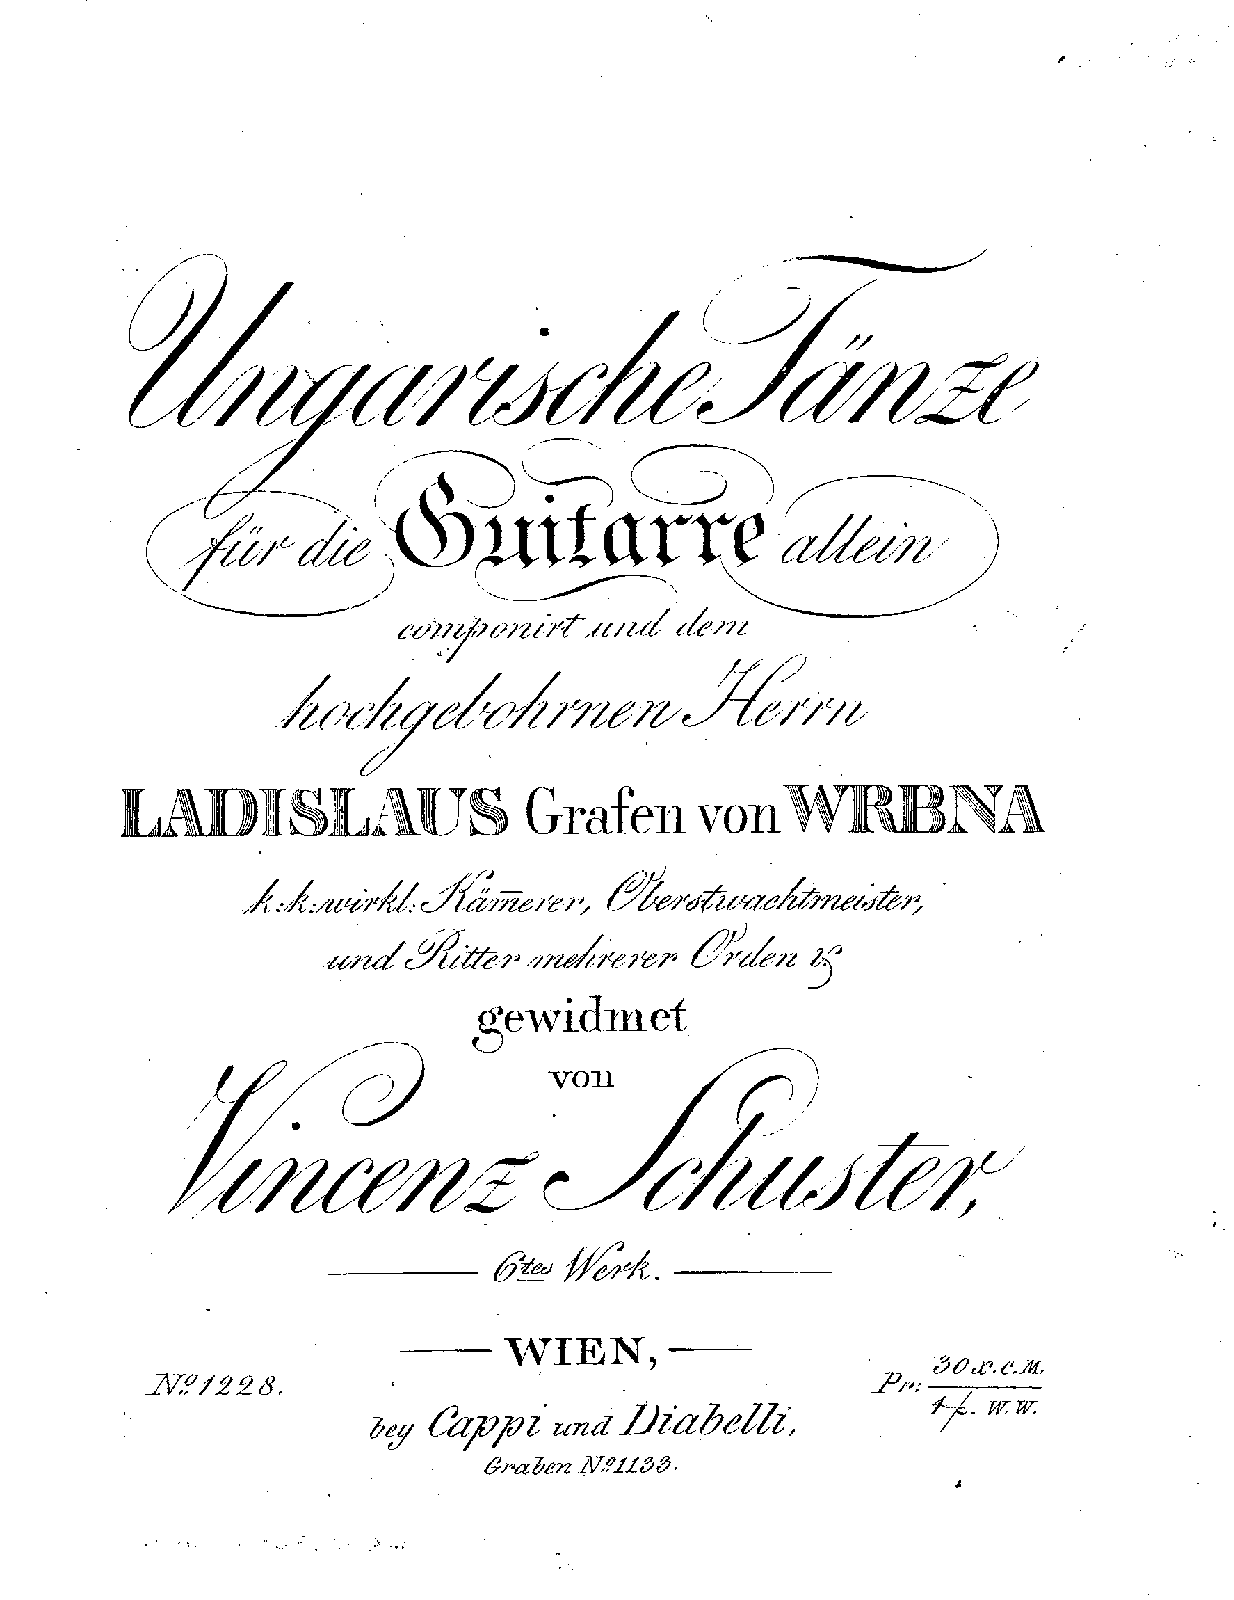 Ungarische Tänze
für die Guitarre allein
componirt und dem
hochgebohrnen Herrn
LADISLAUS Grafen von WRBNA
k:k:wirkl: Käm̅erer, Oberstwachtmeister,
und Ritter mehrerer Orden &
gewidmet
von
Vincenz Schuster,
6tes Werk.
WIEN,
No 1228.
Pr: 30 x.c.M.
1 f. W.W.
bey Cappi und Diabelli,
Graben No 1133.